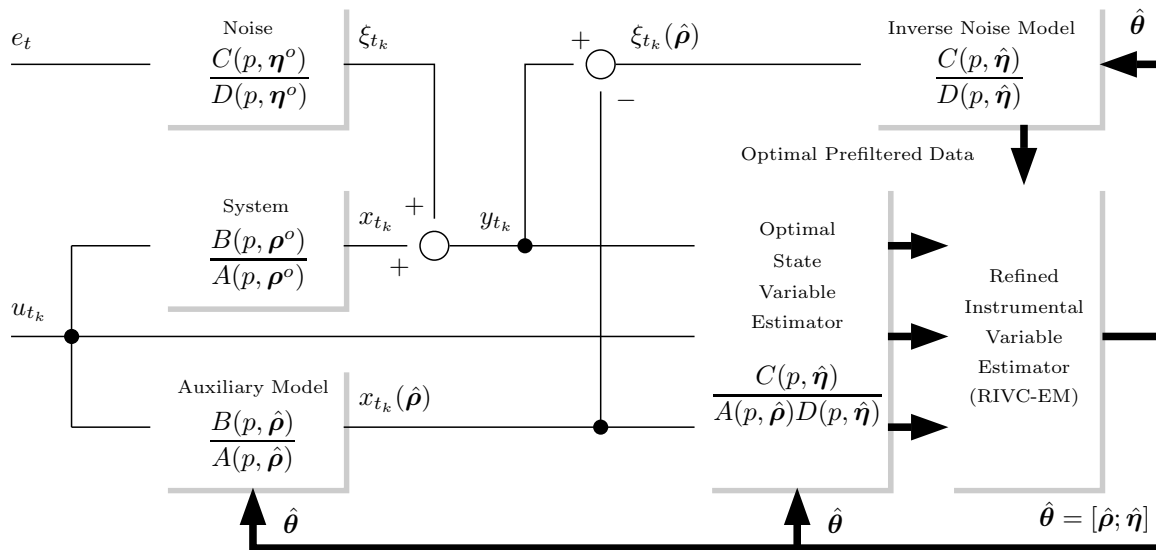 Noise
e_t
C(p, η^o)
D(p, η^o)
ξ_{t_k}
+
ξ_{t_k}(ρ̂)
−
Inverse Noise Model
C(p, η̂)
D(p, η̂)
θ̂
Optimal Prefiltered Data
System
B(p, ρ^o)
A(p, ρ^o)
x_{t_k}
+
+
y_{t_k}
Optimal
State
Variable
Estimator
C(p, η̂)
A(p, ρ̂)D(p, η̂)
Refined
Instrumental
Variable
Estimator
(RIVC-EM)
u_{t_k}
Auxiliary Model
B(p, ρ̂)
A(p, ρ̂)
x_{t_k}(ρ̂)
θ̂
θ̂
θ̂ = [ρ̂; η̂]